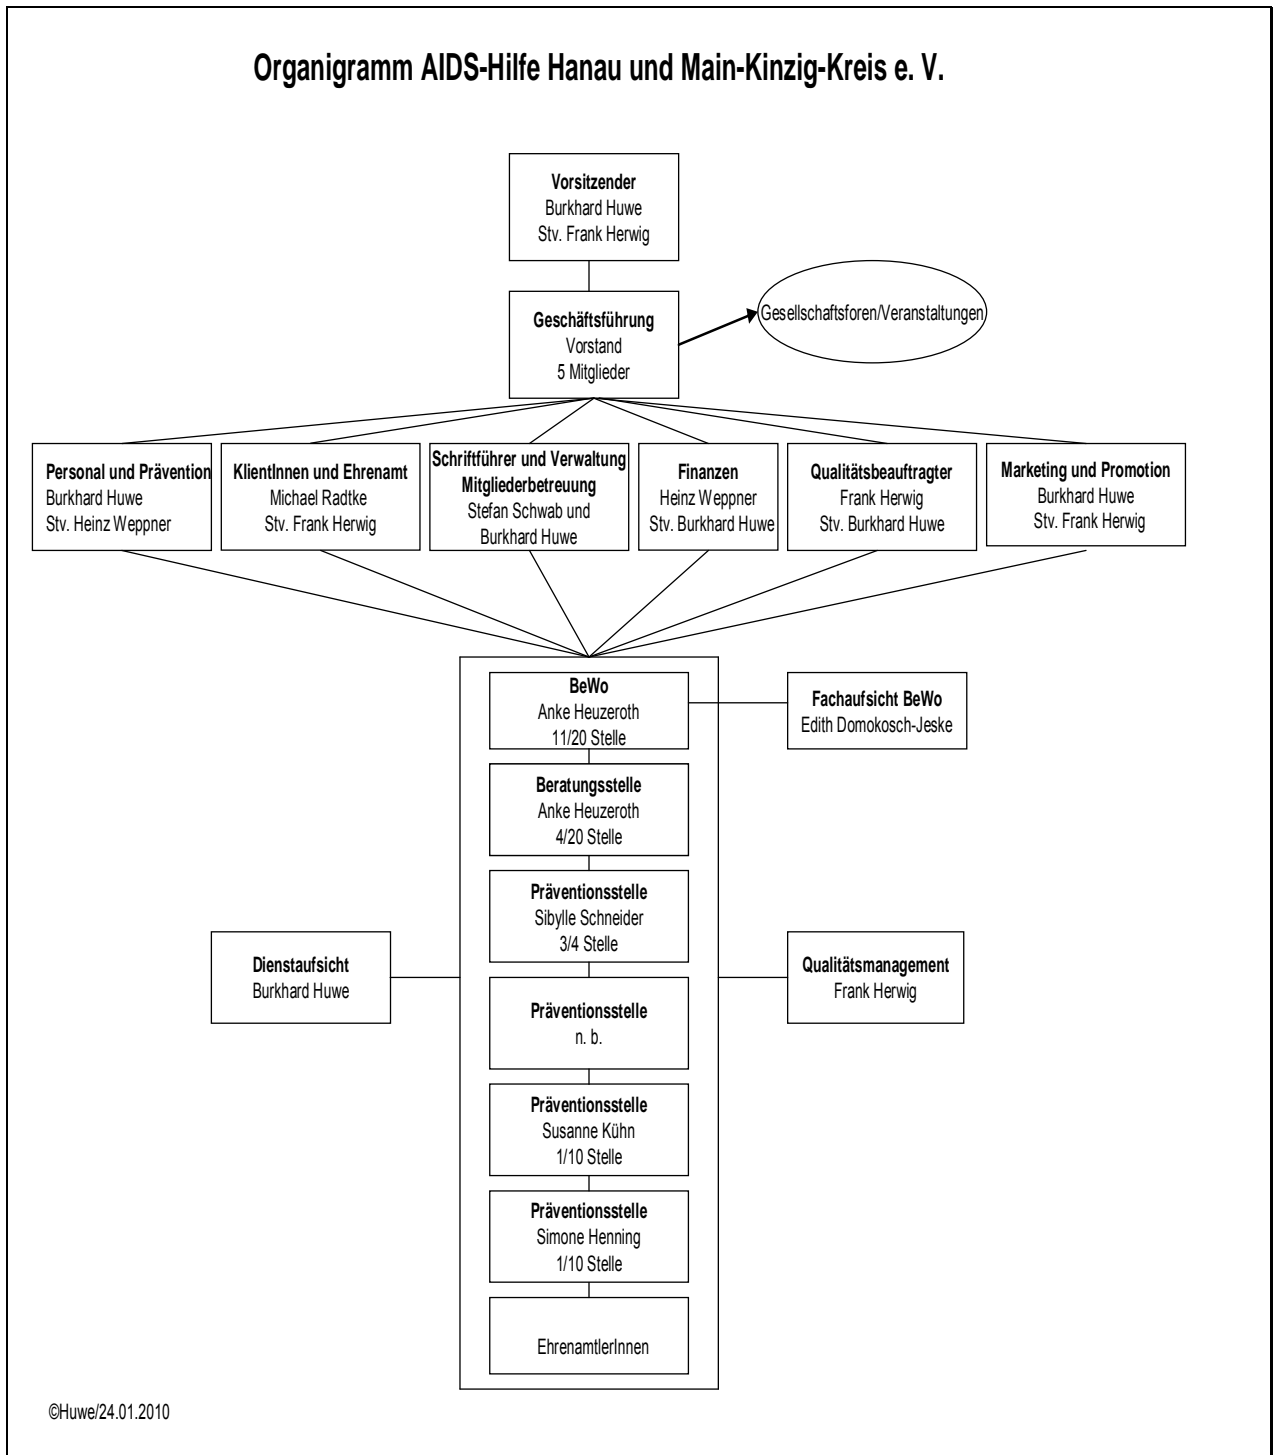 Organigramm AIDS-Hilfe Hanau und Main-Kinzig-Kreis e. V.
Vorsitzender
Burkhard Huwe
Stv. Frank Herwig
Geschäftsführung
Vorstand
5 Mitglieder
Gesellschaftsforen/Veranstaltungen
Personal und Prävention
Burkhard Huwe
Stv. Heinz Weppner
KlientInnen und Ehrenamt
Michael Radtke
Stv. Frank Herwig
Schriftführer und Verwaltung
Mitgliederbetreuung
Stefan Schwab und
Burkhard Huwe
Finanzen
Heinz Weppner
Stv. Burkhard Huwe
Qualitätsbeauftragter
Frank Herwig
Stv. Burkhard Huwe
Marketing und Promotion
Burkhard Huwe
Stv. Frank Herwig
BeWo
Anke Heuzeroth
11/20 Stelle
Fachaufsicht BeWo
Edith Domokosch-Jeske
Beratungsstelle
Anke Heuzeroth
4/20 Stelle
Präventionsstelle
Sibylle Schneider
3/4 Stelle
Dienstaufsicht
Burkhard Huwe
Qualitätsmanagement
Frank Herwig
Präventionsstelle
n. b.
Präventionsstelle
Susanne Kühn
1/10 Stelle
Präventionsstelle
Simone Henning
1/10 Stelle
EhrenamtlerInnen
©Huwe/24.01.2010